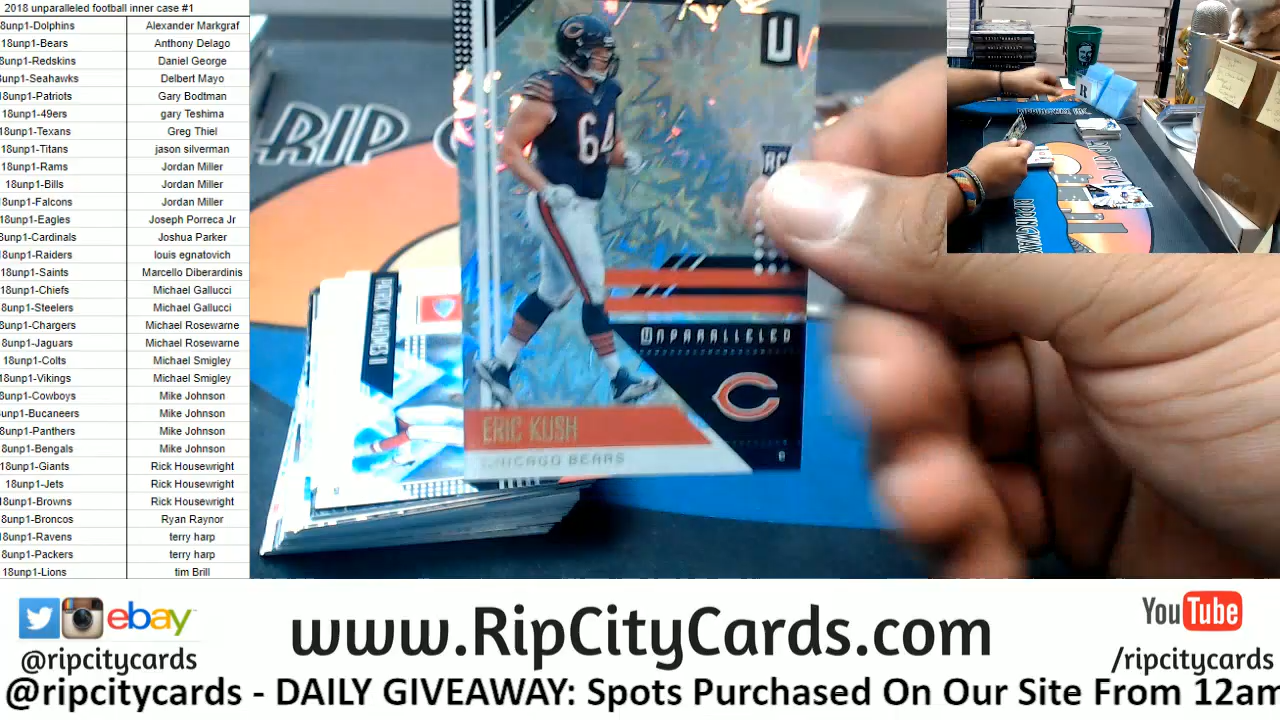 2018 unparalleled football inner case #1
8unp1-Dolphins Alexander Markgraf
18unp1-Bears Anthony Delago
8unp1-Redskins Daniel George
8unp1-Seahawks Delbert Mayo
8unp1-Patriots Gary Bodtman
18unp1-49ers gary Teshima
18unp1-Texans Greg Thiel
18unp1-Titans jason silverman
18unp1-Rams Jordan Miller
18unp1-Bills Jordan Miller
18unp1-Falcons Jordan Miller
18unp1-Eagles Joseph Porreca Jr
8unp1-Cardinals Joshua Parker
18unp1-Raiders louis egnatovich
18unp1-Saints Marcello Diberardinis
18unp1-Chiefs Michael Gallucci
8unp1-Steelers Michael Gallucci
8unp1-Chargers Michael Rosewarne
8unp1-Jaguars Michael Rosewarne
18unp1-Colts Michael Smigley
18unp1-Vikings Michael Smigley
8unp1-Cowboys Mike Johnson
unp1-Bucaneers Mike Johnson
8unp1-Panthers Mike Johnson
8unp1-Bengals Mike Johnson
18unp1-Giants Rick Housewright
18unp1-Jets Rick Housewright
18unp1-Browns Rick Housewright
8unp1-Broncos Ryan Raynor
18unp1-Ravens terry harp
8unp1-Packers terry harp
18unp1-Lions tim Brill
RIP
U
64
RC
UNPARALLELED
C
ERIC KUSH
CHICAGO BEARS
PATRICK MAHOMES II
ebay
@ripcitycards
www.RipCityCards.com
YouTube
/ripcitycards
@ripcitycards - DAILY GIVEAWAY: Spots Purchased On Our Site From 12am